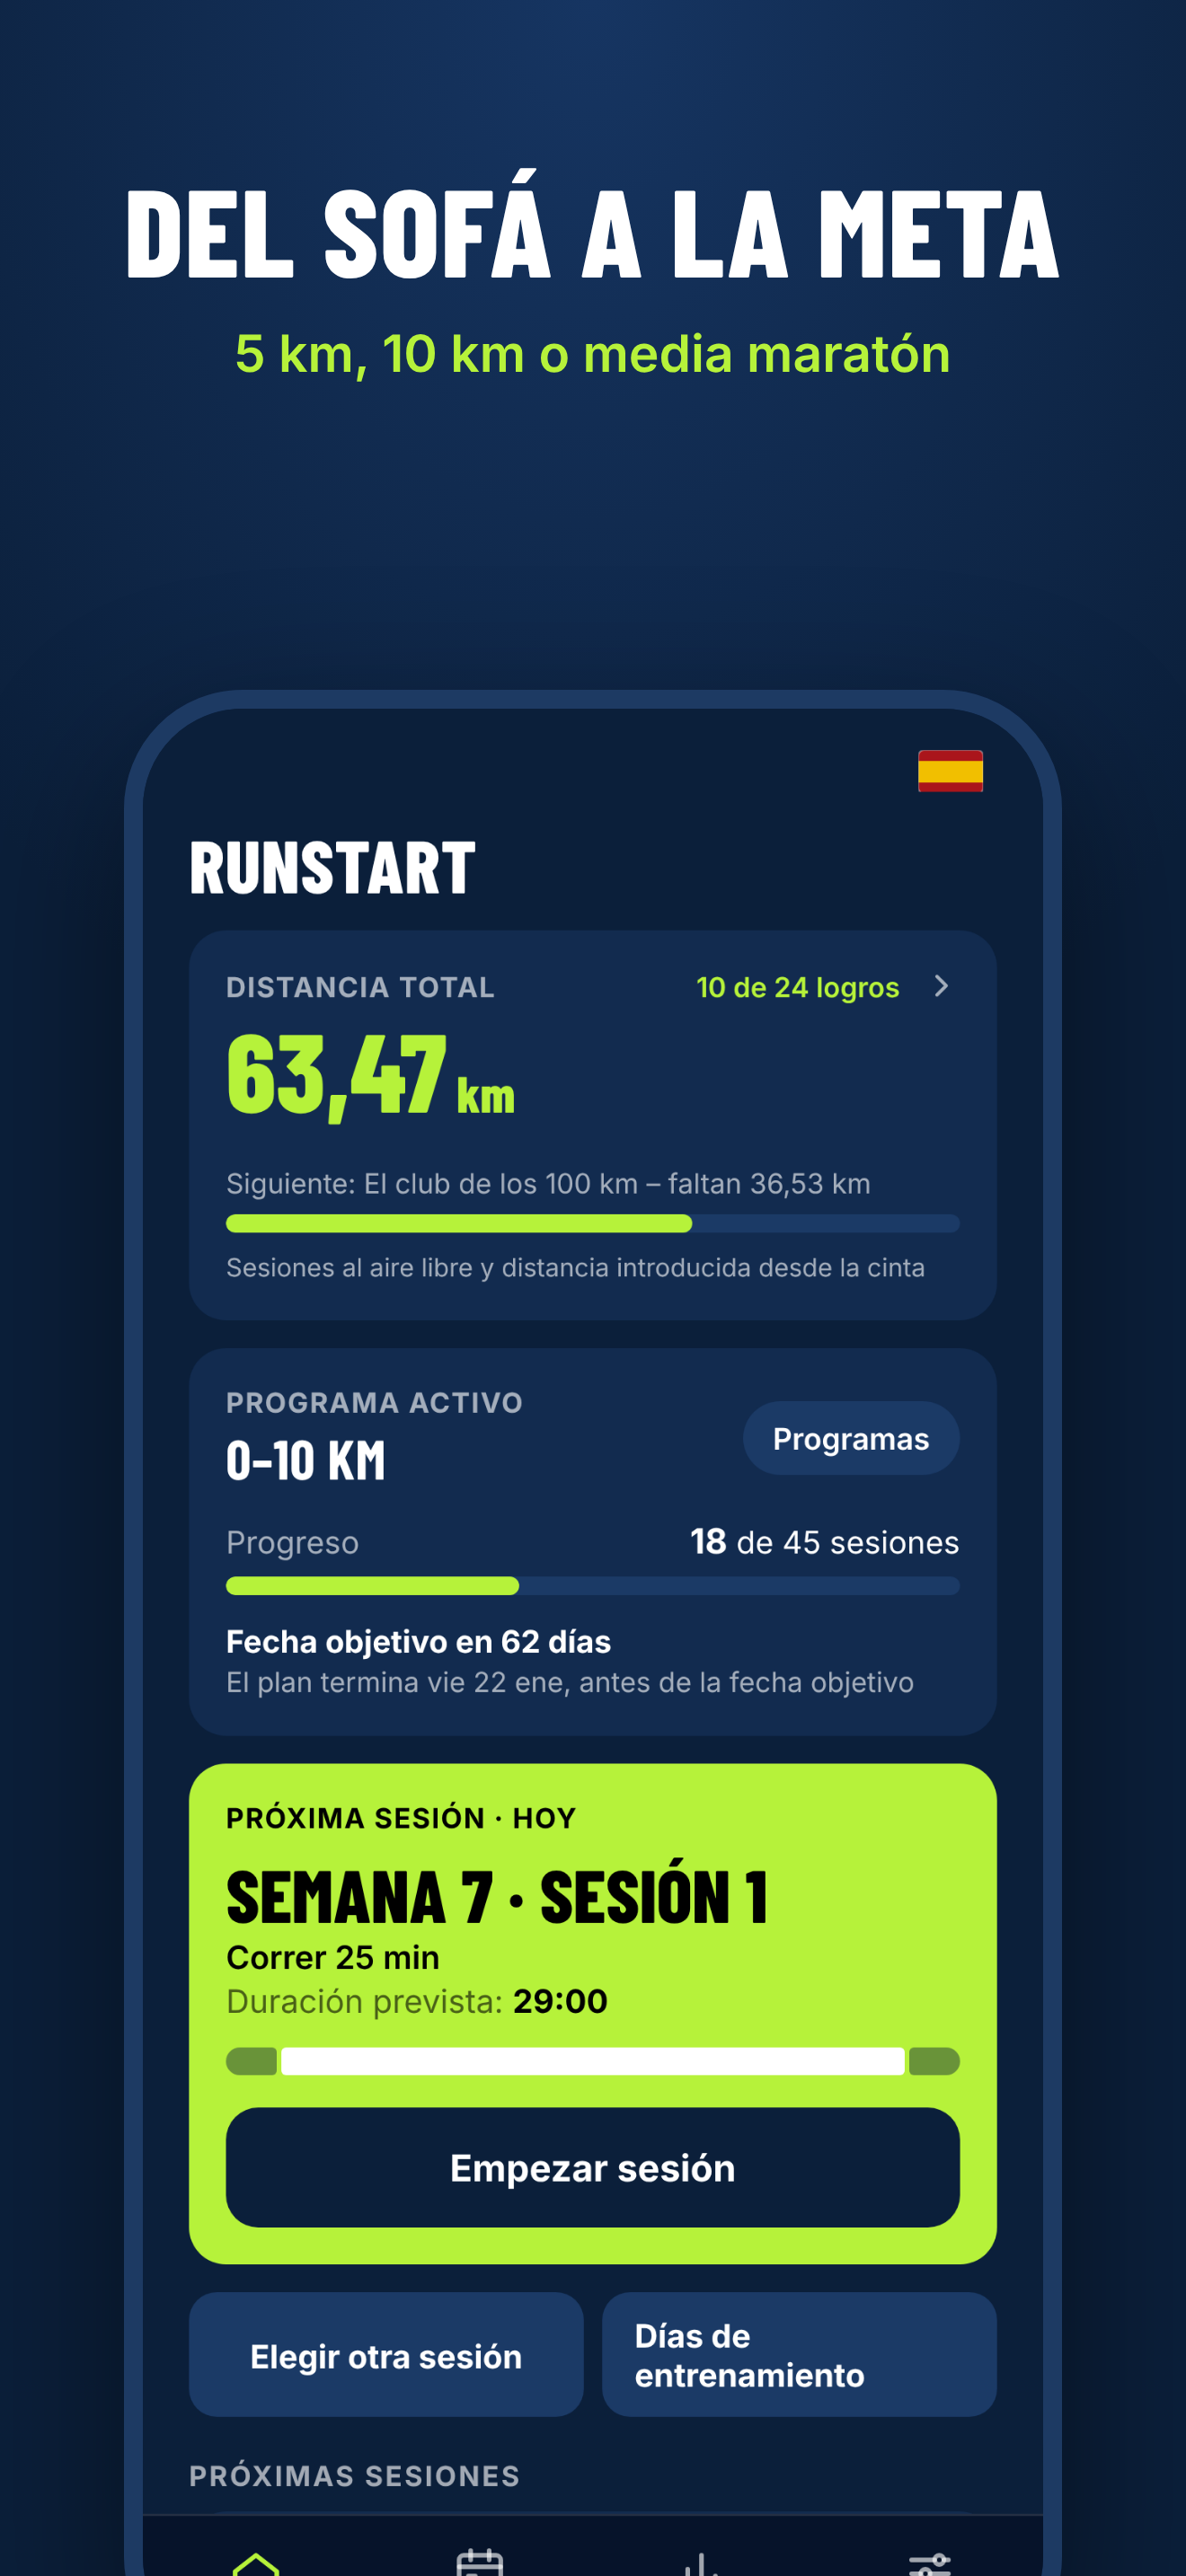 DEL SOFÁ A LA META
5 km, 10 km o media maratón
RUNSTART
DISTANCIA TOTAL
10 de 24 logros
63,47 km
Siguiente: El club de los 100 km – faltan 36,53 km
Sesiones al aire libre y distancia introducida desde la cinta
PROGRAMA ACTIVO
0–10 KM
Programas
Progreso
18 de 45 sesiones
Fecha objetivo en 62 días
El plan termina vie 22 ene, antes de la fecha objetivo
PRÓXIMA SESIÓN · HOY
SEMANA 7 · SESIÓN 1
Correr 25 min
Duración prevista: 29:00
Empezar sesión
Elegir otra sesión
Días de
entrenamiento
PRÓXIMAS SESIONES